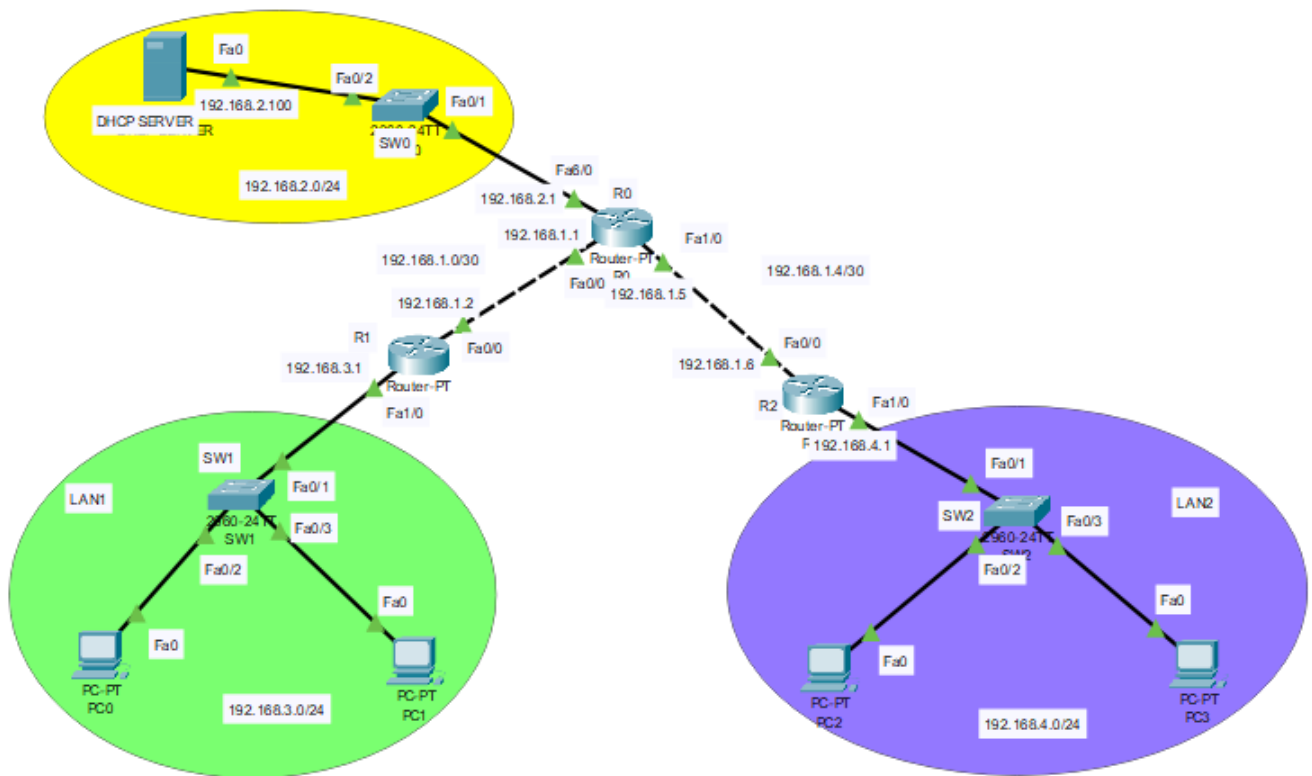 Fa0
Fa0/2
192.168.2.100
Fa0/1
DHCP SERVER
SW0
192.168.2.0/24
Fa6/0
R0
192.168.2.1
192.168.1.1
Fa1/0
192.168.1.0/30
Router-PT
R0
192.168.1.4/30
Fa0/0
192.168.1.5
192.168.1.2
R1
Fa0/0
Fa0/0
192.168.3.1
192.168.1.6
Router-PT
Fa1/0
R2
Fa1/0
Router-PT
192.168.4.1
SW1
Fa0/1
Fa0/1
LAN1
LAN2
2960-24TT
SW1
Fa0/3
SW2
Fa0/3
2960-24TT
SW2
Fa0/2
Fa0/2
Fa0
Fa0
Fa0
Fa0
PC-PT
PC0
PC-PT
PC1
PC-PT
PC2
PC-PT
PC3
192.168.3.0/24
192.168.4.0/24